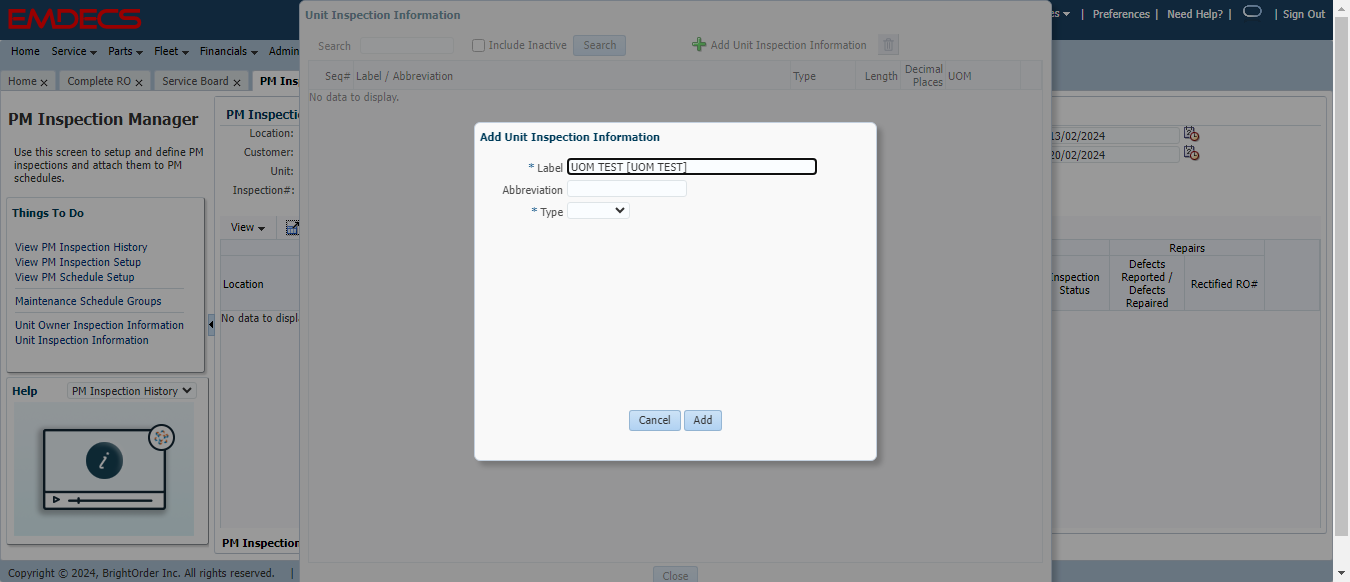 EMDECS
Preferences | Need Help? | | Sign Out
Home Service Parts Fleet Financials Admin
Home x Complete RO x Service Board x PM Ins
PM Inspection Manager
Use this screen to setup and define PM
inspections and attach them to PM
schedules.
Things To Do
View PM Inspection History
View PM Inspection Setup
View PM Schedule Setup
Maintenance Schedule Groups
Unit Owner Inspection Information
Unit Inspection Information
Help PM Inspection History
i
Copyright © 2024, BrightOrder Inc. All rights reserved. |
PM Inspecti
Location:
Customer:
Unit:
Inspection#:
View
Location
No data to displ
PM Inspection
Unit Inspection Information
Search Include Inactive Search Add Unit Inspection Information
Seq# Label / Abbreviation Type Length Decimal Places UOM
No data to display.
Add Unit Inspection Information
* Label UOM TEST [UOM TEST]
Abbreviation
* Type
Cancel Add
Close
13/02/2024
20/02/2024
Repairs
Inspection
Status
Defects
Reported /
Defects
Repaired
Rectified RO#